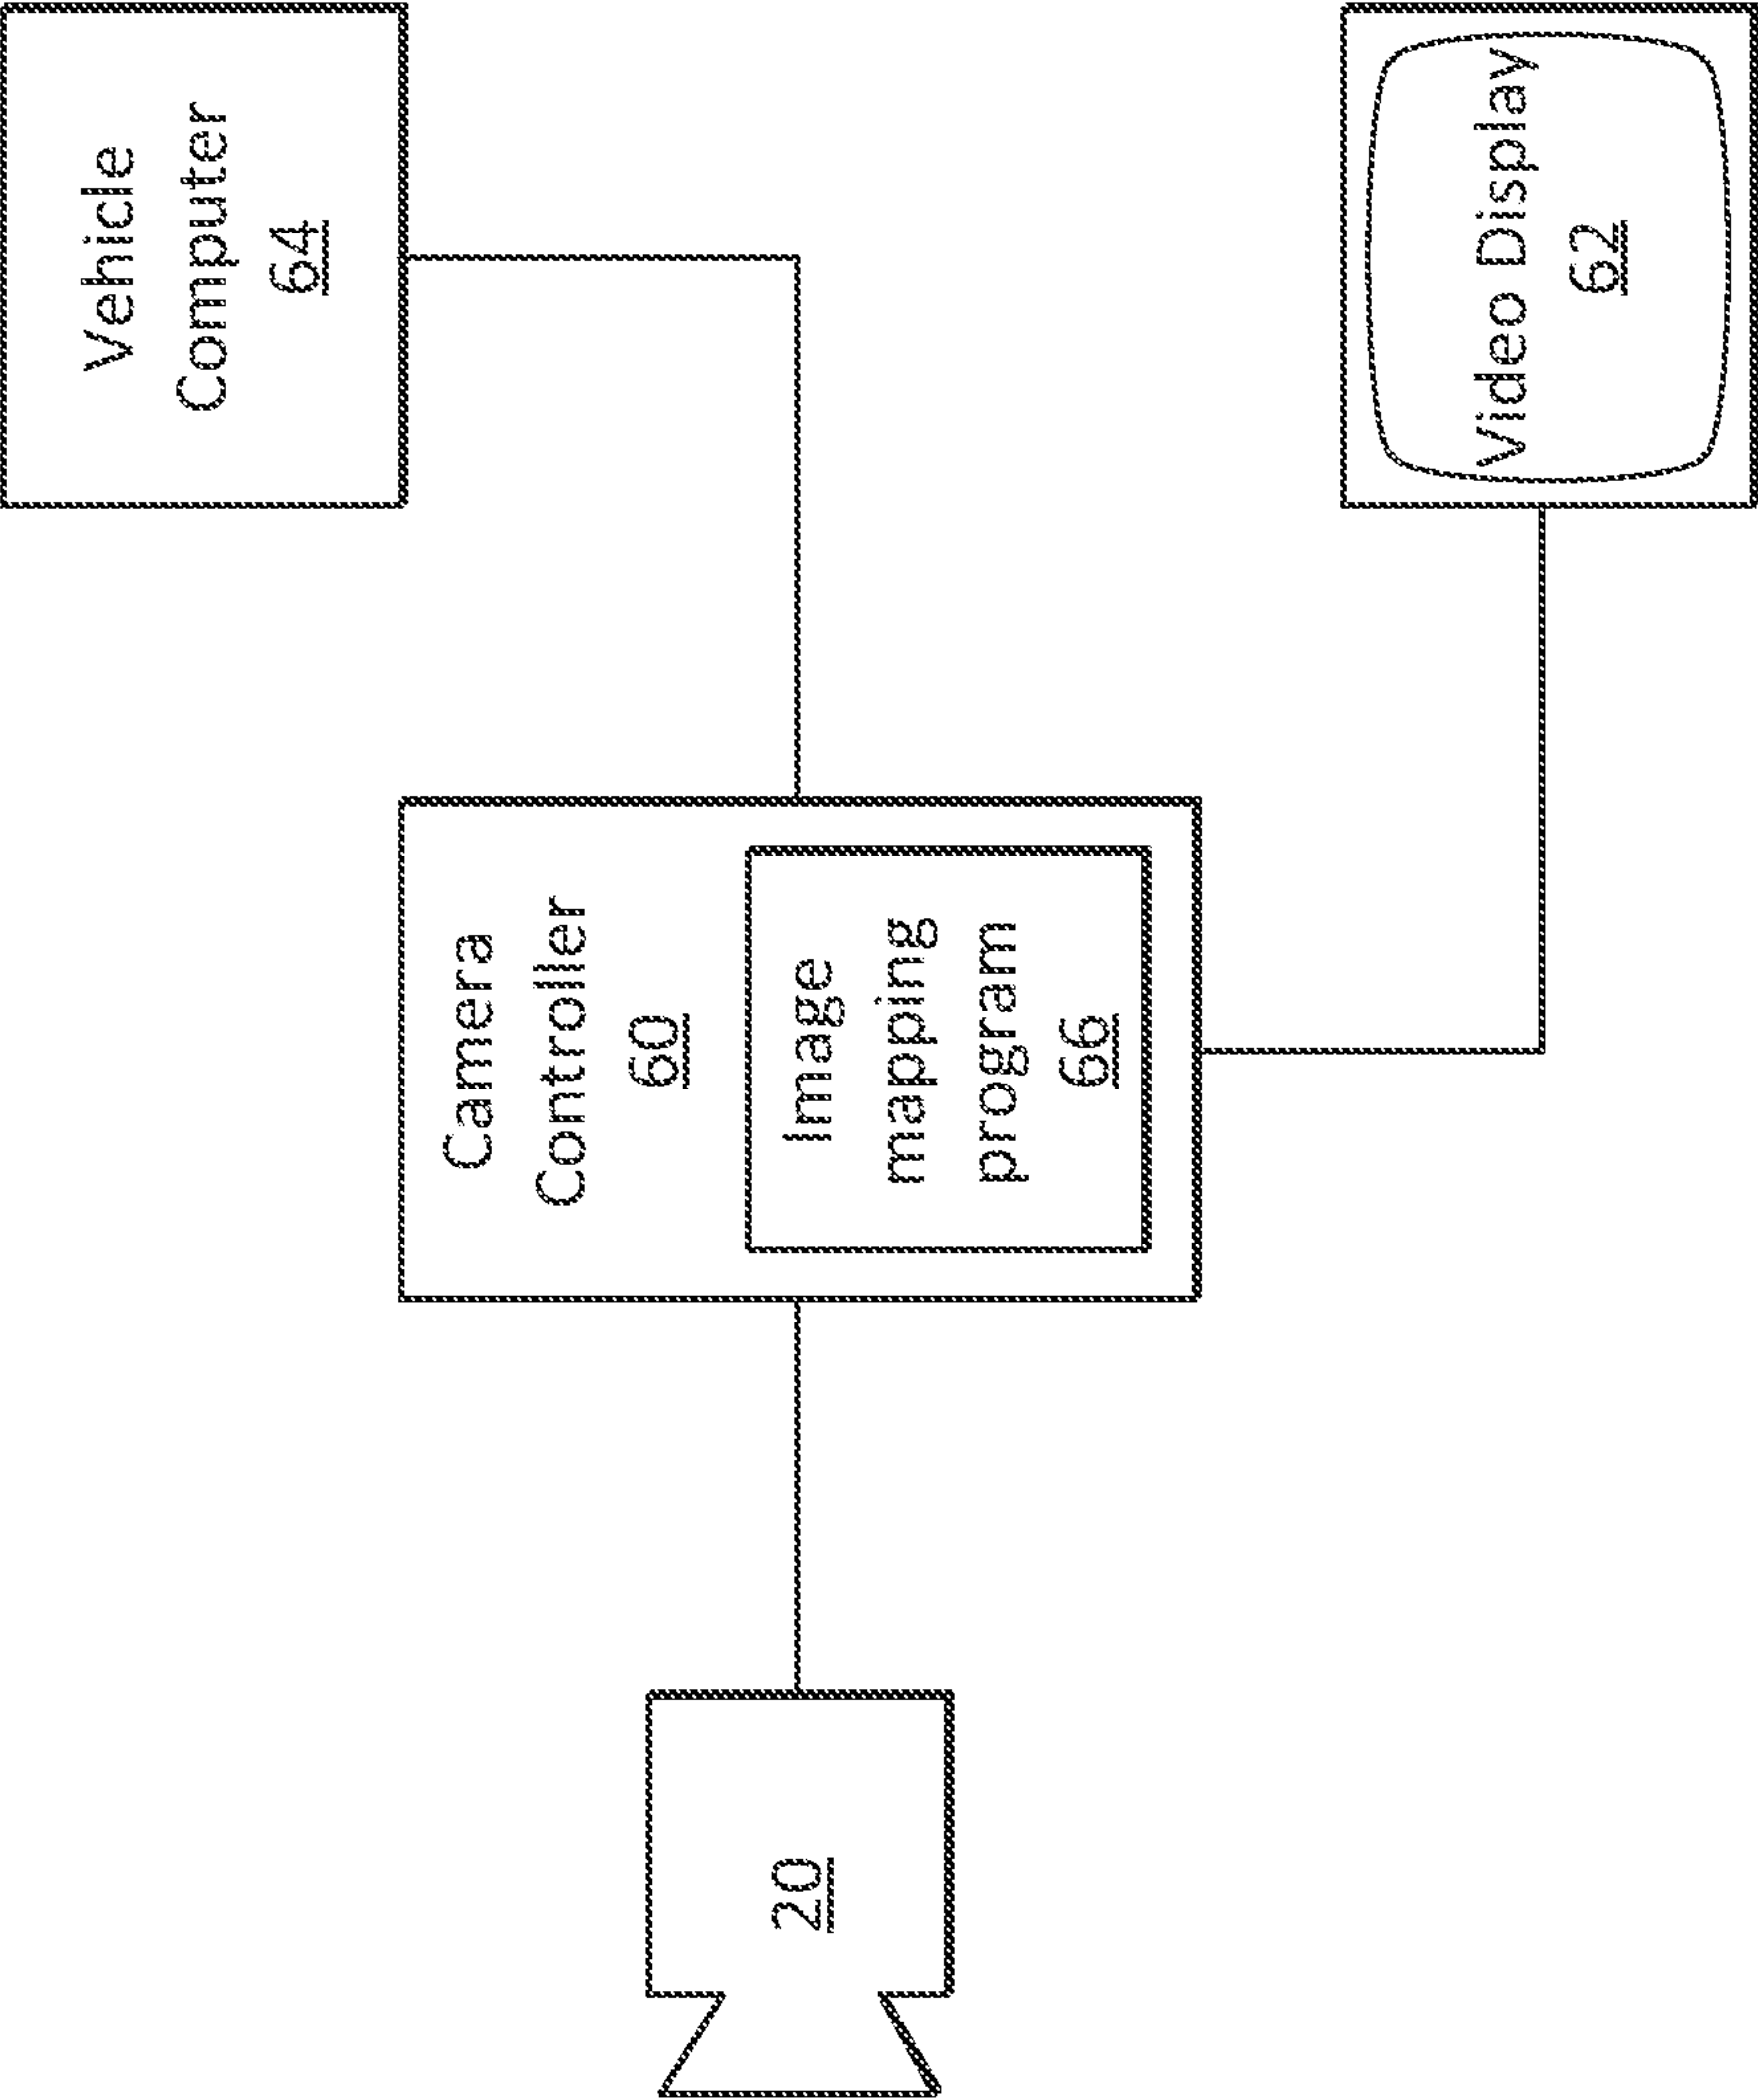 20
Camera
Controller
60
Image
mapping
program
66
Vehicle
Computer
64
Video Display
62